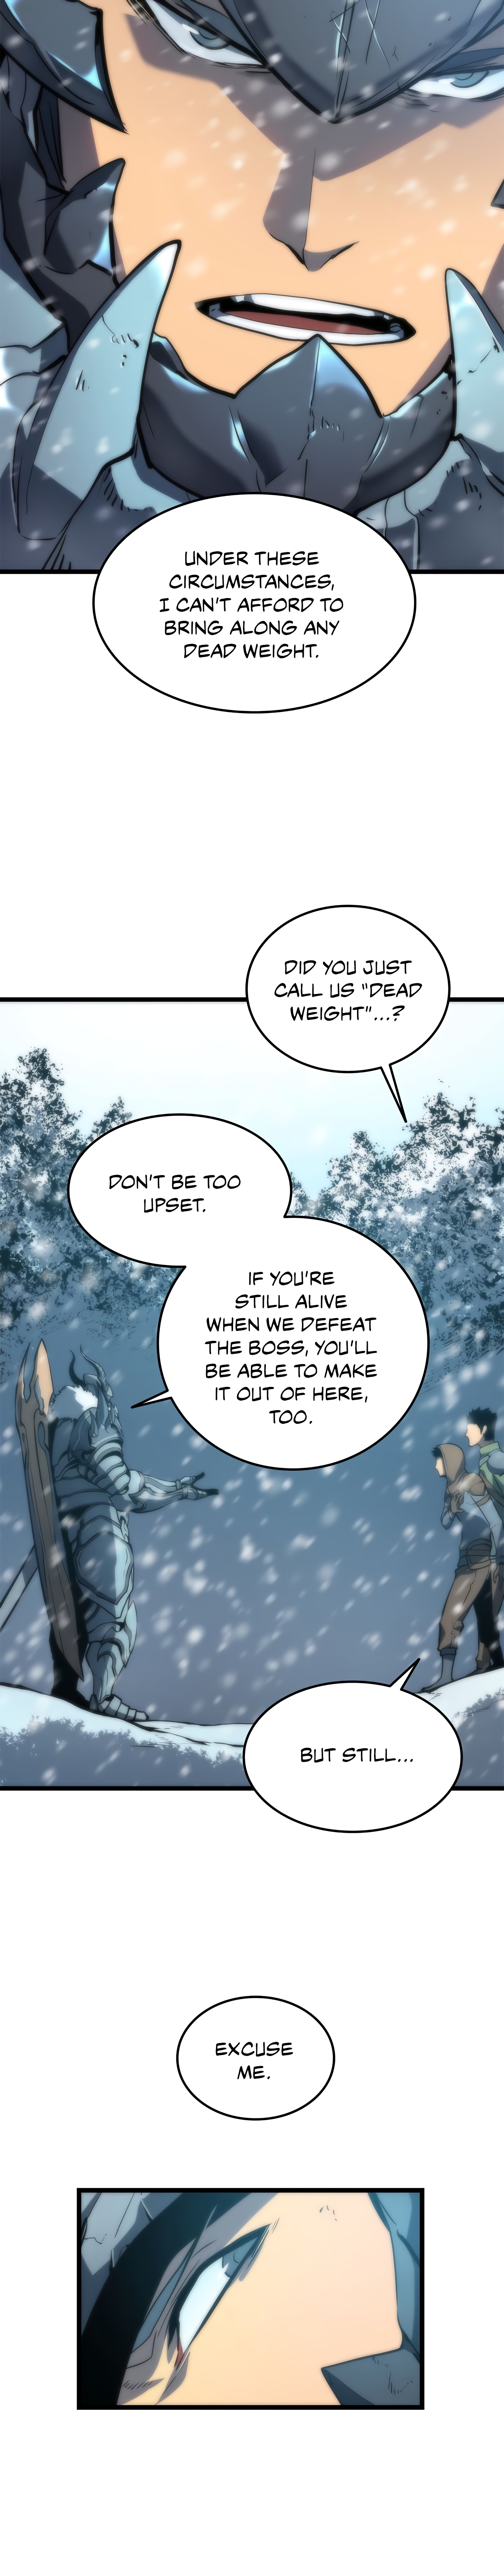 UNDER THESE
CIRCUMSTANCES,
I CAN'T AFFORD TO
BRING ALONG ANY
DEAD WEIGHT.
DID YOU JUST
CALL US "DEAD
WEIGHT"...?
DON'T BE TOO
UPSET.
IF YOU'RE
STILL ALIVE
WHEN WE DEFEAT
THE BOSS, YOU'LL
BE ABLE TO MAKE
IT OUT OF HERE,
TOO.
BUT STILL...
EXCUSE
ME.